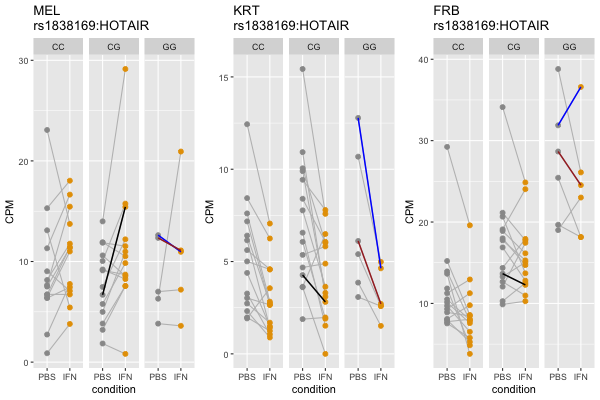 MEL
rs1838169:HOTAIR
CC CG GG
CPM
30
20
10
0
PBS IFN PBS IFN PBS IFN
condition
KRT
rs1838169:HOTAIR
CC CG GG
CPM
15
10
5
0
PBS IFN PBS IFN PBS IFN
condition
FRB
rs1838169:HOTAIR
CC CG GG
CPM
40
30
20
10
PBS IFN PBS IFN PBS IFN
condition